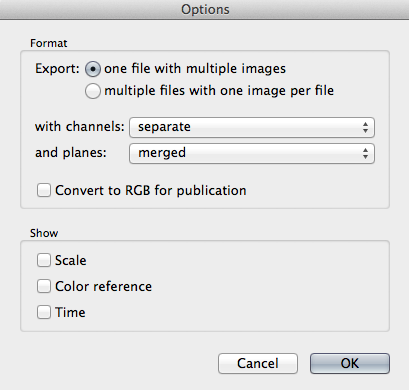 Options
Format
Export: one file with multiple images
multiple files with one image per file
with channels: separate
and planes: merged
Convert to RGB for publication
Show
Scale
Color reference
Time
Cancel OK